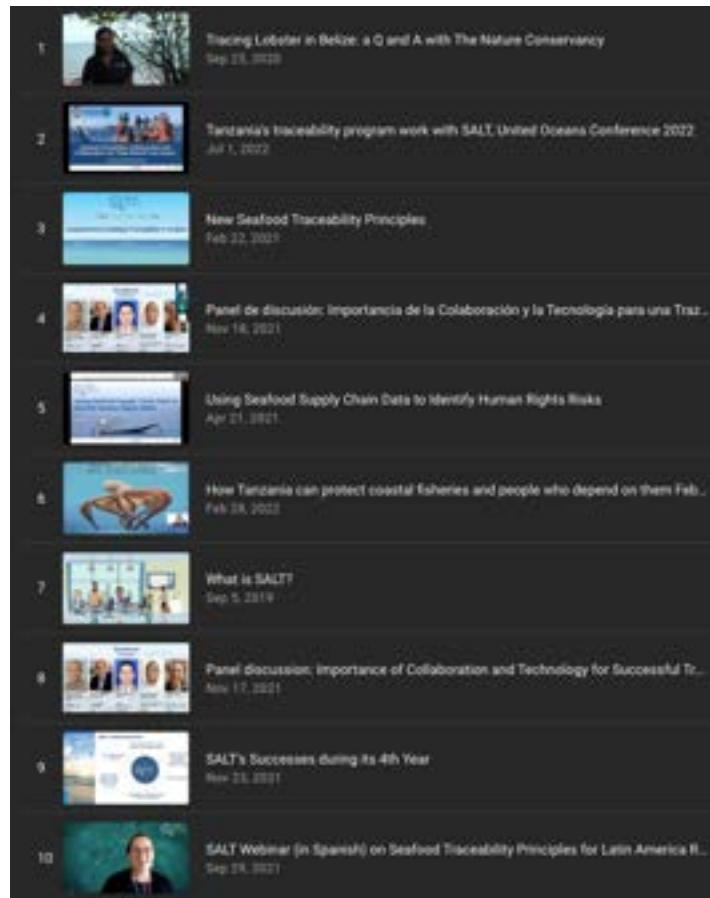 1
Tracing Lobster in Belize: a Q and A with The Nature Conservancy
Sep 23, 2020
2
Tanzania's traceability program work with SALT, United Oceans Conference 2022
Jul 1, 2022
3
New Seafood Traceability Principles
Feb 22, 2021
4
Panel de discusión: Importancia de la Colaboración y la Tecnología para una Traz...
Nov 18, 2021
5
Using Seafood Supply Chain Data to Identify Human Rights Risks
Apr 21, 2021
6
How Tanzania can protect coastal fisheries and people who depend on them Feb...
Feb 28, 2022
7
What is SALT?
Sep 5, 2019
8
Panel discussion: Importance of Collaboration and Technology for Successful Tr...
Nov 17, 2021
9
SALT's Successes during its 4th Year
Nov 23, 2021
10
SALT Webinar (in Spanish) on Seafood Traceability Principles for Latin America R...
Sep 29, 2021